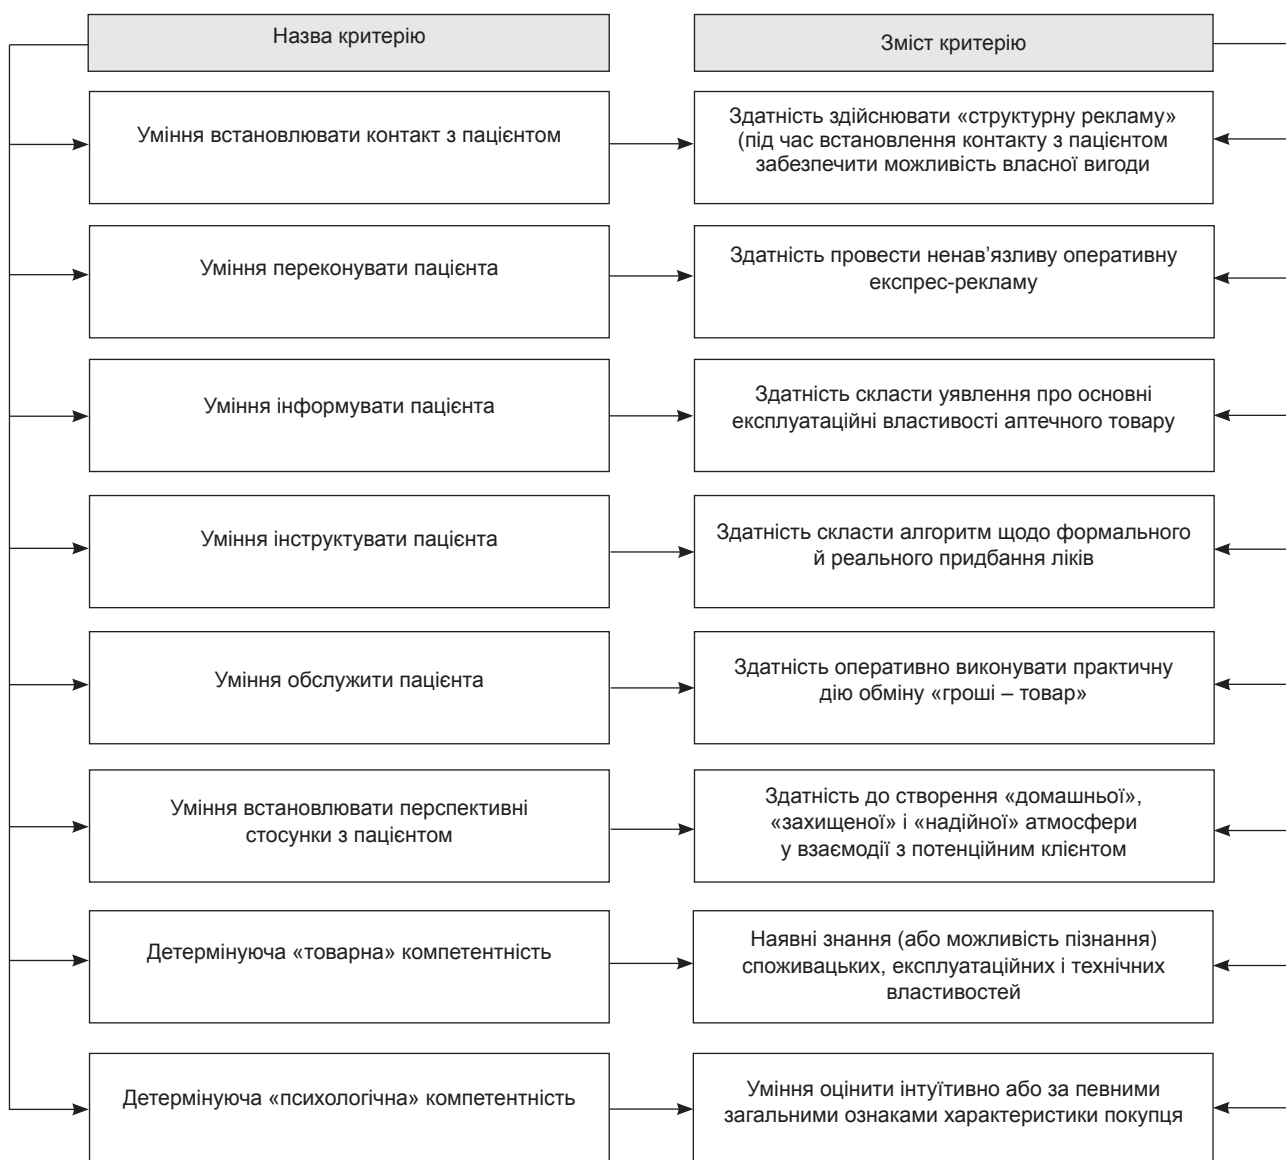 Назва критерію
Зміст критерію
Уміння встановлювати контакт з пацієнтом
Здатність здійснювати «структурну рекламу»
(під час встановлення контакту з пацієнтом
забезпечити можливість власної вигоди
Уміння переконувати пацієнта
Здатність провести ненав’язливу оперативну
експрес-рекламу
Уміння інформувати пацієнта
Здатність скласти уявлення про основні
експлуатаційні властивості аптечного товару
Уміння інструктувати пацієнта
Здатність скласти алгоритм щодо формального
й реального придбання ліків
Уміння обслужити пацієнта
Здатність оперативно виконувати практичну
дію обміну «гроші – товар»
Уміння встановлювати перспективні
стосунки з пацієнтом
Здатність до створення «домашньої»,
«захищеної» і «надійної» атмосфери
у взаємодії з потенційним клієнтом
Детермінуюча «товарна» компетентність
Наявні знання (або можливість пізнання)
споживацьких, експлуатаційних і технічних
властивостей
Детермінуюча «психологічна» компетентність
Уміння оцінити інтуїтивно або за певними
загальними ознаками характеристики покупця